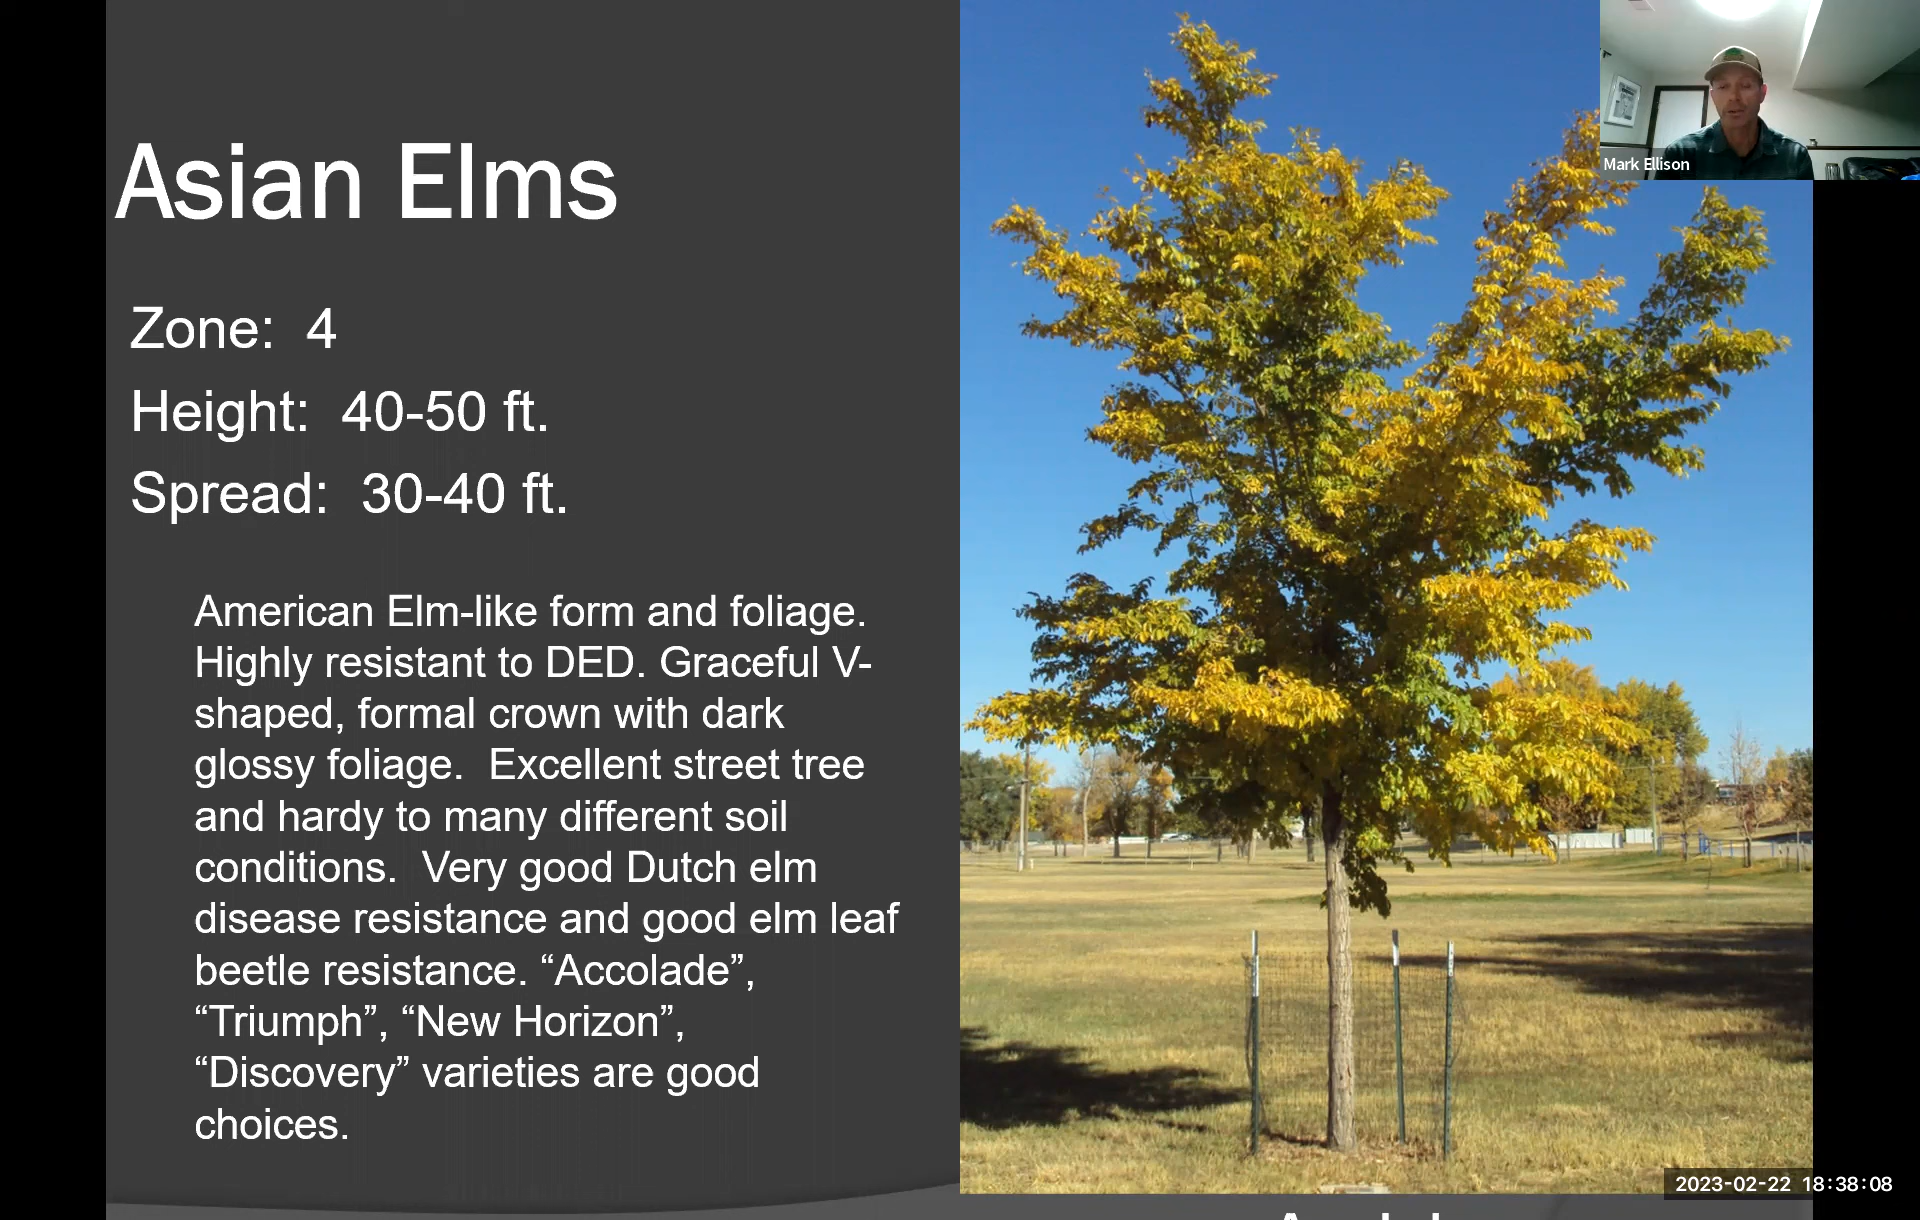 Asian Elms
Zone:  4
Height:  40-50 ft.
Spread:  30-40 ft.
American Elm-like form and foliage.
Highly resistant to DED. Graceful V-
shaped, formal crown with dark
glossy foliage.  Excellent street tree
and hardy to many different soil
conditions.  Very good Dutch elm
disease resistance and good elm leaf
beetle resistance. “Accolade”,
“Triumph”, “New Horizon”,
“Discovery” varieties are good
choices.
Mark Ellison
2023-02-22 18:38:08